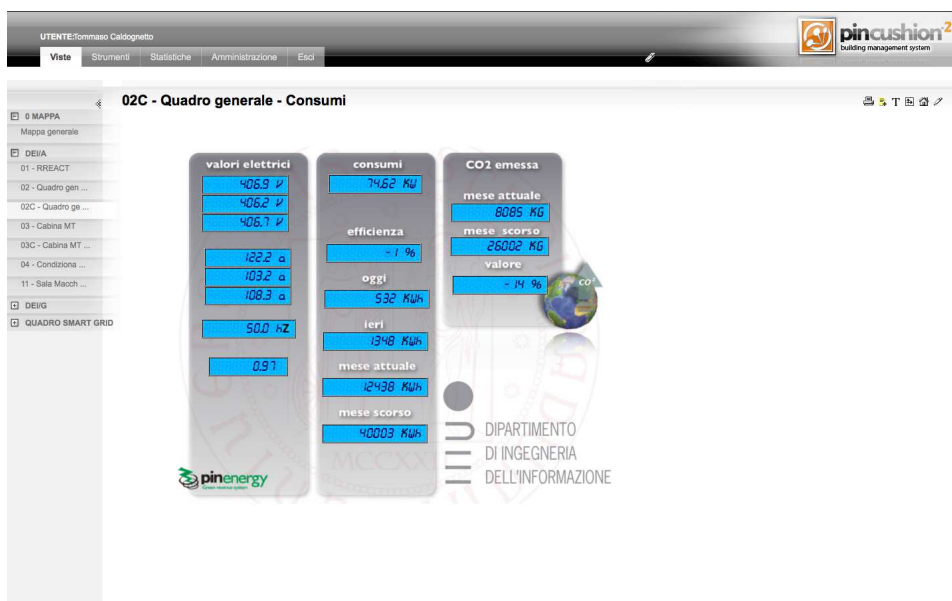 UTENTE:Tommaso Caldognetto
pincushion2
building management system
Viste Strumenti Statistiche Amministrazione Esci
02C - Quadro generale - Consumi
0 MAPPA
Mappa generale
DEI/A
01 - RREACT
02 - Quadro gen ...
02C - Quadro ge ...
03 - Cabina MT
03C - Cabina MT ...
04 - Condiziona ...
11 - Sala Macch ...
DEI/G
QUADRO SMART GRID
valori elettrici
406.9 V
406.2 V
406.7 V
122.2 a
103.2 a
108.3 a
50.0 hZ
0.97
pinenergy
consumi
74.62 KW
efficienza
- 1 %
oggi
532 KWh
ieri
1348 KWh
mese attuale
12438 KWh
mese scorso
40003 KWh
MCCXX
CO2 emessa
mese attuale
8085 KG
mese scorso
26002 KG
valore
- 14 %
CO²
DIPARTIMENTO
DI INGEGNERIA
DELL'INFORMAZIONE